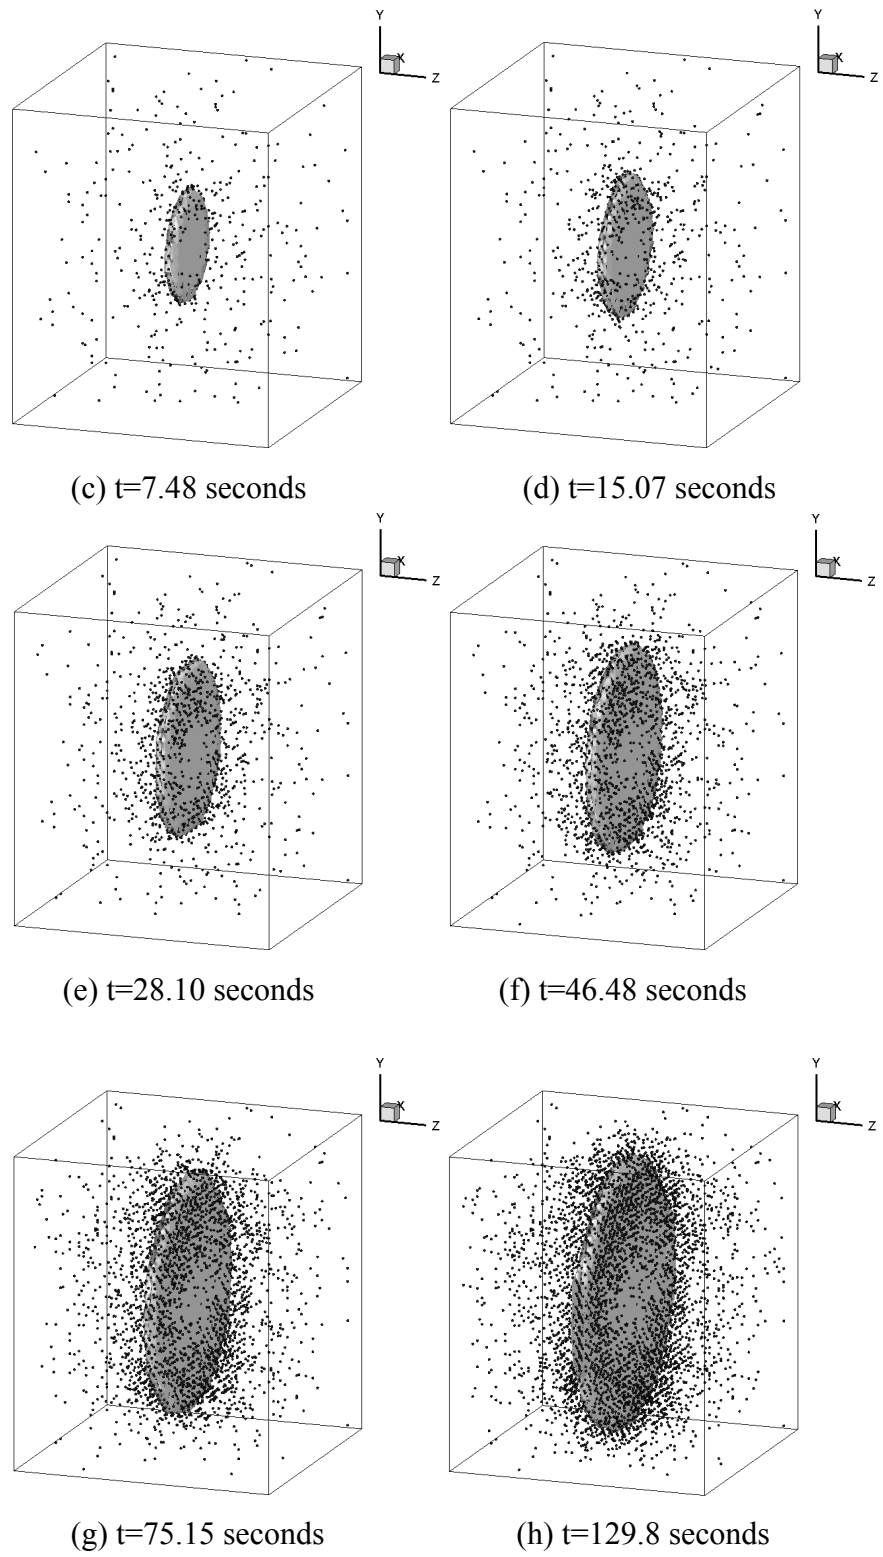 Y
X
Z
Y
X
Z
(c) t=7.48 seconds
(d) t=15.07 seconds
Y
X
Z
Y
X
Z
(e) t=28.10 seconds
(f) t=46.48 seconds
Y
X
Z
Y
X
Z
(g) t=75.15 seconds
(h) t=129.8 seconds